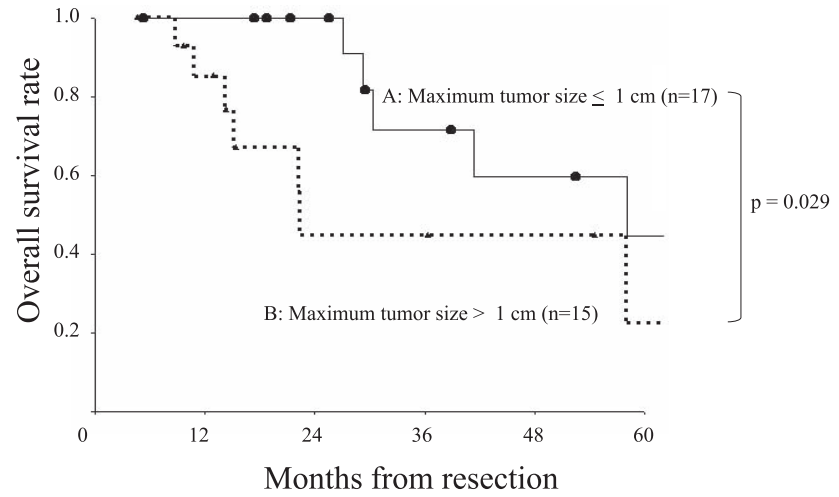 Overall survival rate
1.0
0.8
0.6
0.4
0.2
A: Maximum tumor size ≤ 1 cm (n=17)
p = 0.029
B: Maximum tumor size > 1 cm (n=15)
0 12 24 36 48 60
Months from resection